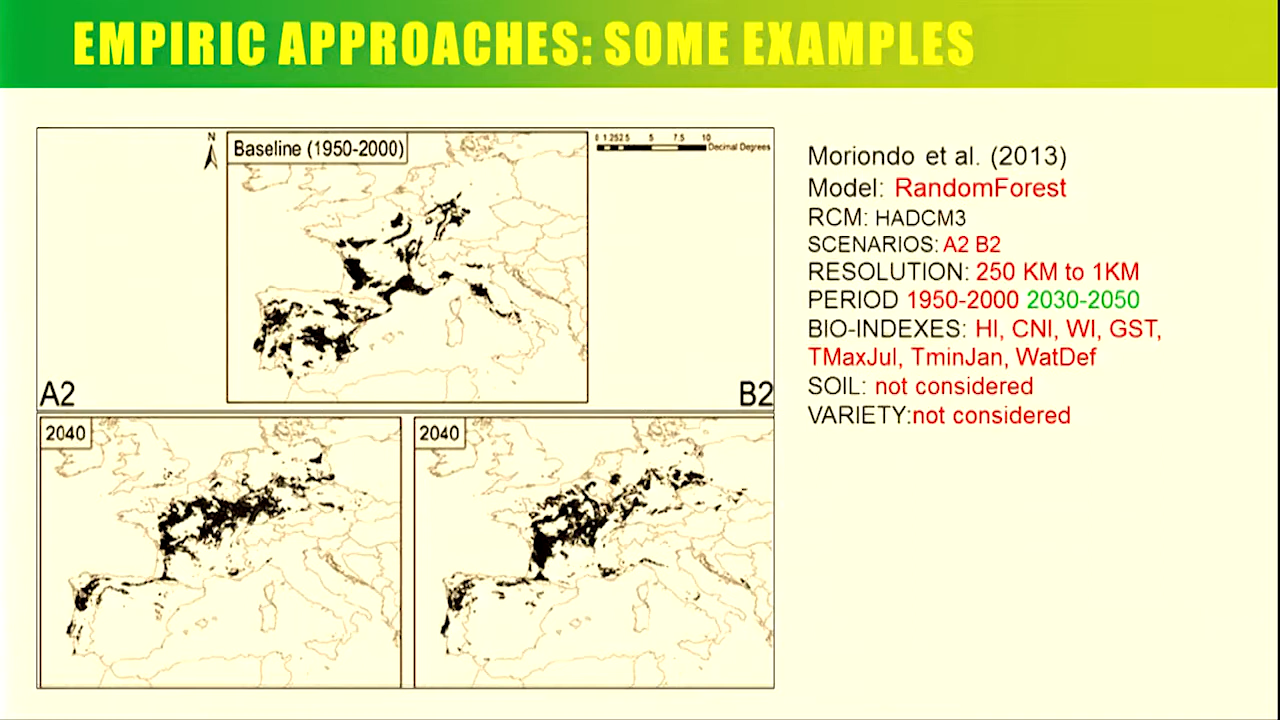 EMPIRIC APPROACHES: SOME EXAMPLES
N
Baseline (1950-2000)
0 1.252.5 5 7.5 10
Decimal Degrees
A2
B2
2040
2040
Moriondo et al. (2013)
Model: RandomForest
RCM: HADCM3
SCENARIOS: A2 B2
RESOLUTION: 250 KM to 1KM
PERIOD 1950-2000 2030-2050
BIO-INDEXES: HI, CNI, WI, GST,
TMaxJul, TminJan, WatDef
SOIL: not considered
VARIETY:not considered